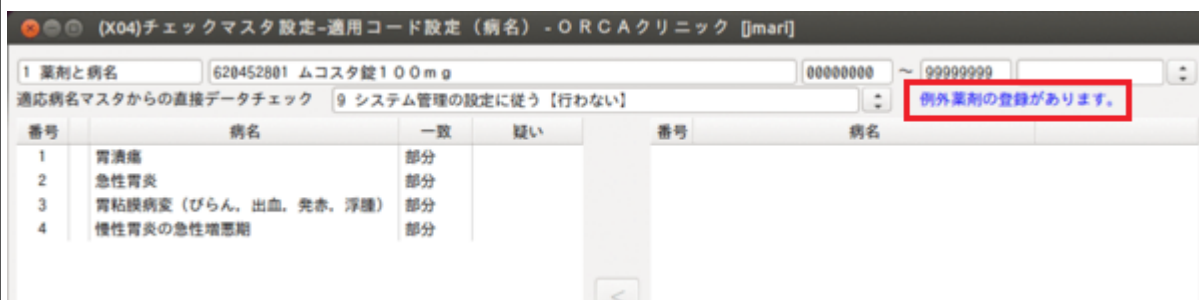 (X04)チェックマスタ設定-適用コード設定（病名）-ＯＲＣＡクリニック [jmari]
1 薬剤と病名 620452801 ムコスタ錠１００ｍｇ 00000000 ～ 99999999
適応病名マスタからの直接データチェック 9 システム管理の設定に従う【行わない】 例外薬剤の登録があります。
番号 病名 一致 疑い 番号 病名
1 胃潰瘍 部分
2 急性胃炎 部分
3 胃粘膜病変（びらん，出血，発赤，浮腫） 部分
4 慢性胃炎の急性増悪期 部分
<